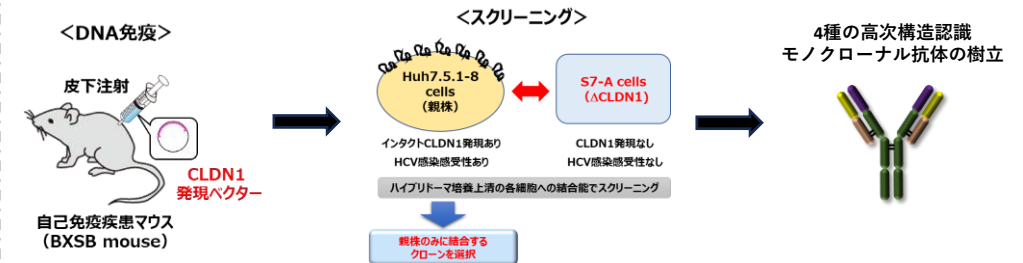 <DNA免疫>
皮下注射
CLDN1
発現ベクター
自己免疫疾患マウス
(BXSB mouse)
<スクリーニング>
Huh7.5.1-8
cells
(親株)
S7-A cells
(ΔCLDN1)
インタクトCLDN1発現あり
HCV感染感受性あり
CLDN1発現なし
HCV感染感受性なし
ハイブリドーマ培養上清の各細胞への結合能でスクリーニング
親株のみに結合する
クローンを選択
4種の高次構造認識
モノクローナル抗体の樹立